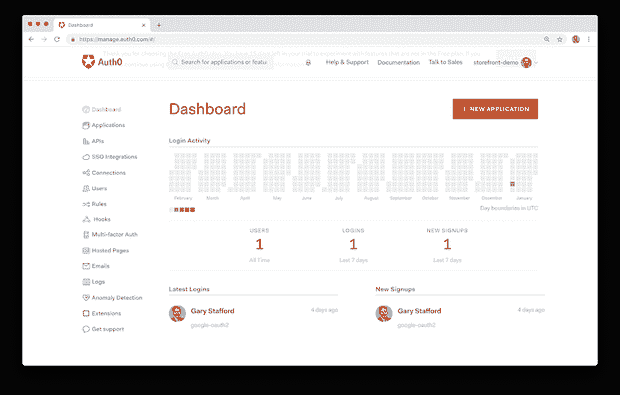 Dashboard
https://manage.auth0.com/#/
Auth0
Search for applications or featu
Help & Support
Documentation
Talk to Sales
storefront-demo
Dashboard
Applications
APIs
SSO Integrations
Connections
Users
Rules
Hooks
Multi-factor Auth
Hosted Pages
Emails
Logs
Anomaly Detection
Extensions
Get support
Dashboard
+ NEW APPLICATION
Login Activity
February March April May June July August September October November December January
Day boundaries in UTC
USERS
1
All Time
LOGINS
1
Last 7 days
NEW SIGNUPS
1
Last 7 days
Latest Logins
Gary Stafford
4 days ago
google-oauth2
New Signups
Gary Stafford
4 days ago
google-oauth2